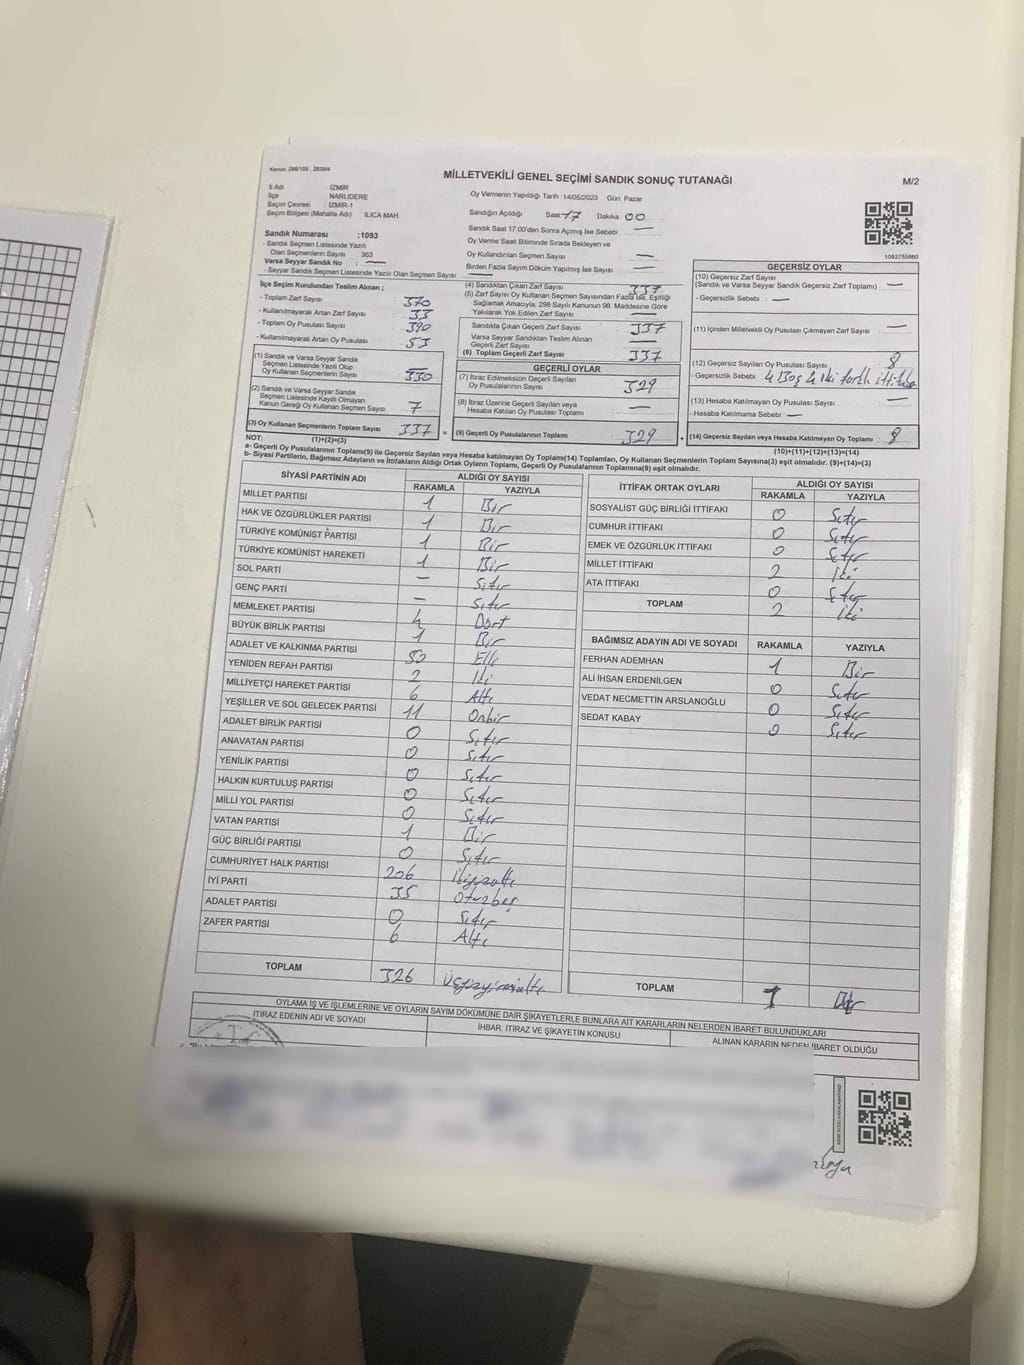 Kanun: 298/105 , 2839/4
MİLLETVEKİLİ GENEL SEÇİMİ SANDIK SONUÇ TUTANAĞI
M/2
İl Adı : İZMİR
İlçe : NARLIDERE
Seçim Çevresi : İZMİR-1
Seçim Bölgesi (Mahalle Adı) : ILICA MAH.
Sandık Numarası :1093
- Sandık Seçmen Listesinde Yazılı
Olan Seçmenlerin Sayısı 363
Varsa Seyyar Sandık No : —
- Seyyar Sandık Seçmen Listesinde Yazılı Olan Seçmen Sayısı —
Oy Vermenin Yapıldığı Tarih :14/05/2023 Gün: Pazar
Sandığın Açıldığı Saat 17 Dakika 00
Sandık Saat 17.00'den Sonra Açılmış İse Sebebi : —
Oy Verme Saati Bitiminde Sırada Bekleyen ve
Oy Kullandırılan Seçmen Sayısı —
Birden Fazla Sayım Döküm Yapılmış İse Sayısı —
1083755860
İlçe Seçim Kurulundan Teslim Alınan ;
- Toplam Zarf Sayısı 370
- Kullanılmayarak Artan Zarf Sayısı 33
- Toplam Oy Pusulası Sayısı 390
- Kullanılmayarak Artan Oy Pusulası 53
(1) Sandık ve Varsa Seyyar Sandık
Seçmen Listesinde Yazılı Olup
Oy Kullanan Seçmenlerin Sayısı 330
(2) Sandık ve Varsa Seyyar Sandık
Seçmen Listesinde Kayıtlı Olmayan
Kanun Gereği Oy Kullanan Seçmen Sayısı 7
(3) Oy Kullanan Seçmenlerin Toplam Sayısı 337 =
(4) Sandıktan Çıkan Zarf Sayısı 337
(5) Zarf Sayısı Oy Kullanan Seçmen Sayısından Fazla İse, Eşitliği
Sağlamak Amacıyla, 298 Sayılı Kanunun 98. Maddesine Göre
Yakılarak Yok Edilen Zarf Sayısı —
Sandıkta Çıkan Geçerli Zarf Sayısı 337
Varsa Seyyar Sandıktan Teslim Alınan
Geçerli Zarf Sayısı —
(6) Toplam Geçerli Zarf Sayısı 337
GEÇERLİ OYLAR
(7) İtiraz Edilmeksizin Geçerli Sayılan
Oy Pusulalarının Sayısı 329
(8) İtiraz Üzerine Geçerli Sayılan veya
Hesaba Katılan Oy Pusulası Toplamı —
(9) Geçerli Oy Pusulalarının Toplamı 329 +
GEÇERSİZ OYLAR
(10) Geçersiz Zarf Sayısı
(Sandık ve Varsa Seyyar Sandık Geçersiz Zarf Toplamı) : —
- Geçersizlik Sebebi : —
(11) İçinden Milletvekili Oy Pusulası Çıkmayan Zarf Sayısı —
(12) Geçersiz Sayılan Oy Pusulası Sayısı : 8
- Geçersizlik Sebebi : 4 Boş 4 iki farklı ittifaka
(13) Hesaba Katılmayan Oy Pusulası Sayısı —
- Hesaba Katılmama Sebebi : —
(14) Geçersiz Sayılan veya Hesaba Katılmayan Oy Toplamı : 8
(10)+(11)+(12)+(13)=(14)
NOT: (1)+(2)=(3)
a- Geçerli Oy Pusulalarının Toplamı(9) ile Geçersiz Sayılan veya Hesaba katılmayan Oy Toplamı(14) Toplamları, Oy Kullanan Seçmenlerin Toplam Sayısına(3) eşit olmalıdır. (9)+(14)=(3)
b- Siyasi Partilerin, Bağımsız Adayların ve İttifakların Aldığı Ortak Oyların Toplamı, Geçerli Oy Pusulalarının Toplamına(9) eşit olmalıdır.
SİYASİ PARTİNİN ADI ALDIĞI OY SAYISI
RAKAMLA YAZIYLA
MİLLET PARTİSİ 1 Bir
HAK VE ÖZGÜRLÜKLER PARTİSİ 1 Bir
TÜRKİYE KOMÜNİST PARTİSİ 1 Bir
TÜRKİYE KOMÜNİST HAREKETİ 1 Bir
SOL PARTİ — Sıfır
GENÇ PARTİ — Sıfır
MEMLEKET PARTİSİ 4 Dört
BÜYÜK BİRLİK PARTİSİ 1 Bir
ADALET VE KALKINMA PARTİSİ 50 Elli
YENİDEN REFAH PARTİSİ 2 İki
MİLLİYETÇİ HAREKET PARTİSİ 6 Altı
YEŞİLLER VE SOL GELECEK PARTİSİ 11 Onbir
ADALET BİRLİK PARTİSİ 0 Sıfır
ANAVATAN PARTİSİ 0 Sıfır
YENİLİK PARTİSİ 0 Sıfır
HALKIN KURTULUŞ PARTİSİ 0 Sıfır
MİLLİ YOL PARTİSİ 0 Sıfır
VATAN PARTİSİ 1 Bir
GÜÇ BİRLİĞİ PARTİSİ 0 Sıfır
CUMHURİYET HALK PARTİSİ 206 İkiyüzaltı
İYİ PARTİ 35 Otuzbeş
ADALET PARTİSİ 0 Sıfır
ZAFER PARTİSİ 6 Altı
TOPLAM 326 Üçyüzyirmialtı
İTTİFAK ORTAK OYLARI ALDIĞI OY SAYISI
RAKAMLA YAZIYLA
SOSYALİST GÜÇ BİRLİĞİ İTTİFAKI 0 Sıfır
CUMHUR İTTİFAKI 0 Sıfır
EMEK VE ÖZGÜRLÜK İTTİFAKI 0 Sıfır
MİLLET İTTİFAKI 2 İki
ATA İTTİFAKI 0 Sıfır
TOPLAM 2 İki
BAĞIMSIZ ADAYIN ADI VE SOYADI RAKAMLA YAZIYLA
FERHAN ADEMHAN 1 Bir
ALİ İHSAN ERDENİLGEN 0 Sıfır
VEDAT NECMETTİN ARSLANOĞLU 0 Sıfır
SEDAT KABAY 0 Sıfır
TOPLAM 1 Bir
OYLAMA İŞ VE İŞLEMLERİNE VE OYLARIN SAYIM DÖKÜMÜNE DAİR ŞİKAYETLERLE BUNLARA AİT KARARLARIN NELERDEN İBARET BULUNDUKLARI
İTİRAZ EDENİN ADI VE SOYADI İHBAR, İTİRAZ VE ŞİKAYETİN KONUSU ALINAN KARARIN NEDEN İBARET OLDUĞU